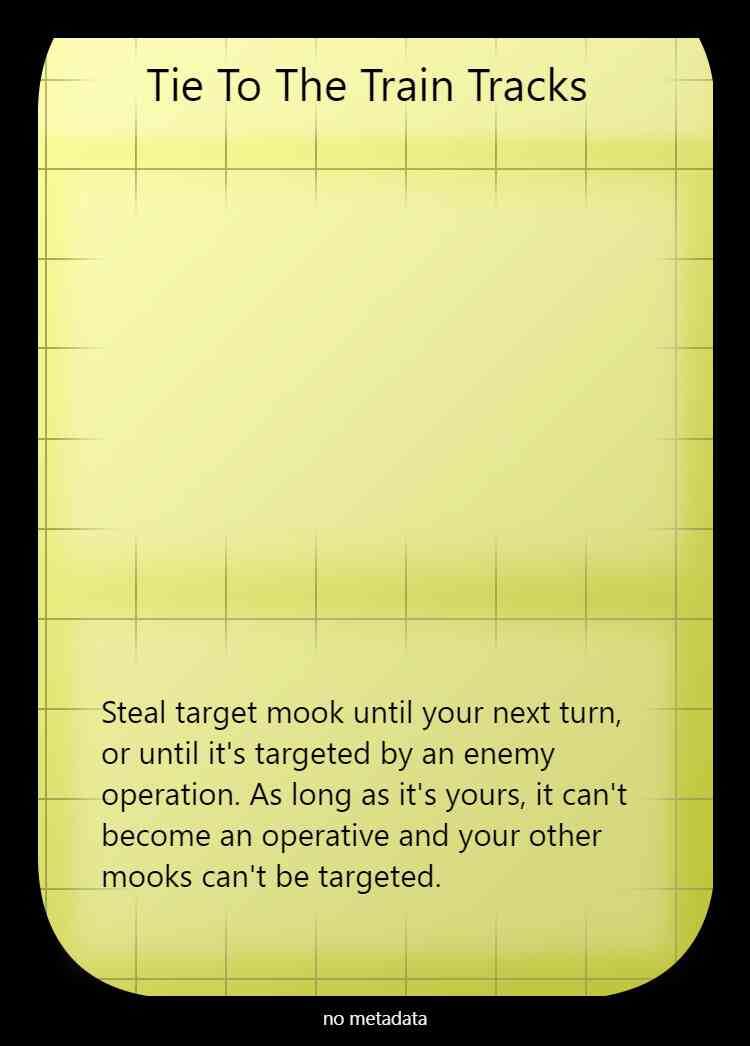 Tie To The Train Tracks
Steal target mook until your next turn,
or until it's targeted by an enemy
operation. As long as it's yours, it can't
become an operative and your other
mooks can't be targeted.
no metadata